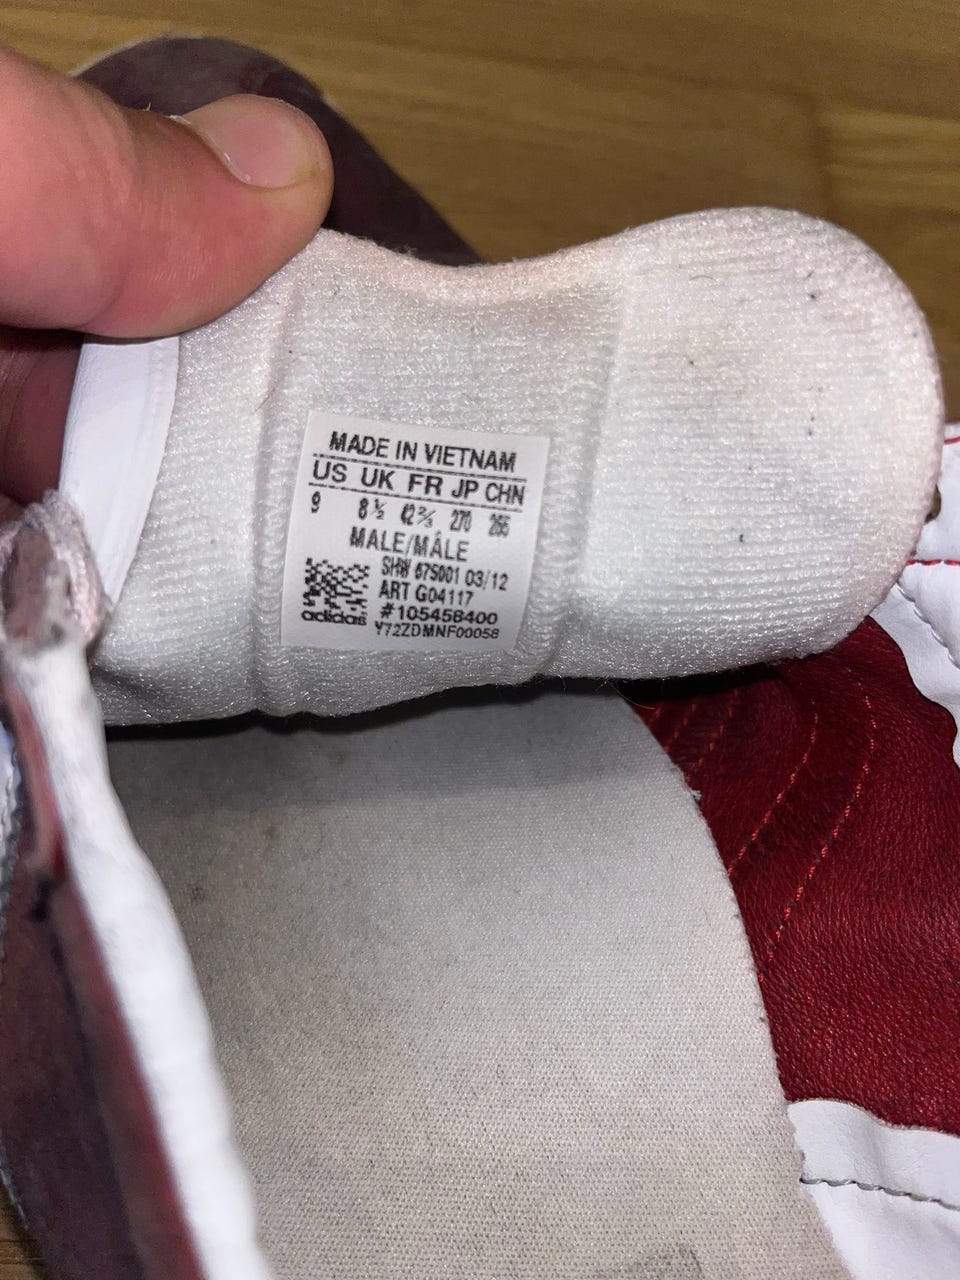 MADE IN VIETNAM
US UK FR JP CHN
9 8½ 42⅔ 270 265
MALE/MÂLE
SHW 675001 03/12
ART G04117
#105458400
adidas Y72ZDMNF00058